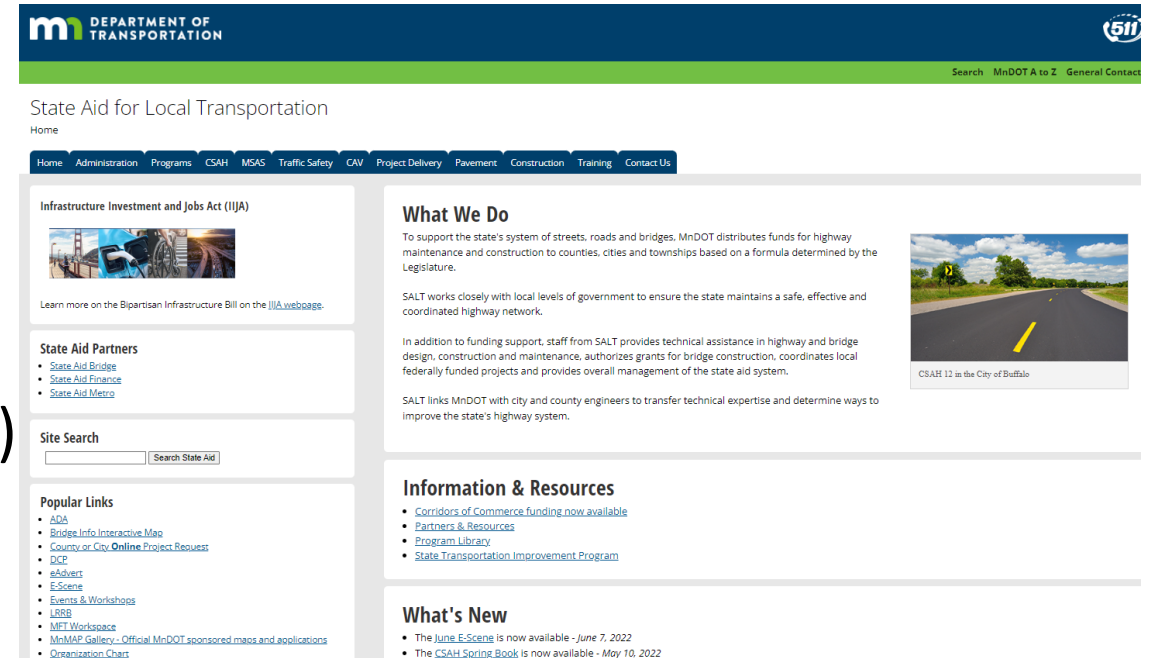 mn DEPARTMENT OF
TRANSPORTATION
511
Search MnDOT A to Z General Contact
State Aid for Local Transportation
Home
Home Administration Programs CSAH MSAS Traffic Safety CAV Project Delivery Pavement Construction Training Contact Us
Infrastructure Investment and Jobs Act (IIJA)
Learn more on the Bipartisan Infrastructure Bill on the IIJA webpage.
State Aid Partners
• State Aid Bridge
• State Aid Finance
• State Aid Metro
)
Site Search
Search State Aid
Popular Links
• ADA
• Bridge Info Interactive Map
• County or City Online Project Request
• DCP
• eAdvert
• E-Scene
• Events & Workshops
• LRRB
• MFT Workspace
• MnMAP Gallery - Official MnDOT sponsored maps and applications
• Organization Chart
What We Do
To support the state's system of streets, roads and bridges, MnDOT distributes funds for highway
maintenance and construction to counties, cities and townships based on a formula determined by the
Legislature.
SALT works closely with local levels of government to ensure the state maintains a safe, effective and
coordinated highway network.
In addition to funding support, staff from SALT provides technical assistance in highway and bridge
design, construction and maintenance, authorizes grants for bridge construction, coordinates local
federally funded projects and provides overall management of the state aid system.
SALT links MnDOT with city and county engineers to transfer technical expertise and determine ways to
improve the state's highway system.
CSAH 12 in the City of Buffalo
Information & Resources
• Corridors of Commerce funding now available
• Partners & Resources
• Program Library
• State Transportation Improvement Program
What's New
• The June E-Scene is now available - June 7, 2022
• The CSAH Spring Book is now available - May 10, 2022